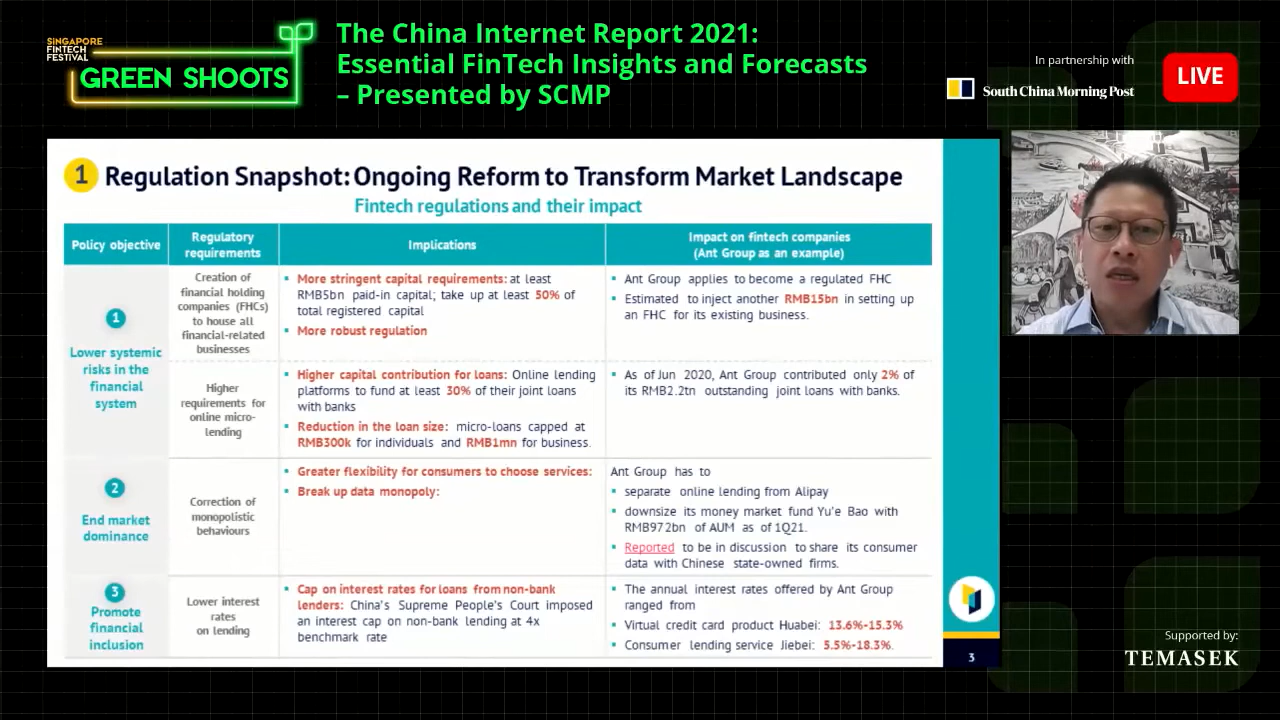 SINGAPORE
FINTECH
FESTIVAL
GREEN SHOOTS
The China Internet Report 2021:
Essential FinTech Insights and Forecasts
– Presented by SCMP
In partnership with
South China Morning Post
LIVE
1 Regulation Snapshot: Ongoing Reform to Transform Market Landscape
Fintech regulations and their impact
Policy objective
Regulatory
requirements
Implications
Impact on fintech companies
(Ant Group as an example)
1
Lower systemic
risks in the
financial
system
Creation of
financial holding
companies (FHCs)
to house all
financial-related
businesses
▪ More stringent capital requirements: at least
RMB5bn paid-in capital; take up at least 50% of
total registered capital
▪ More robust regulation
▪ Ant Group applies to become a regulated FHC
▪ Estimated to inject another RMB15bn in setting up
an FHC for its existing business.
Higher
requirements for
online micro-
lending
▪ Higher capital contribution for loans: Online lending
platforms to fund at least 30% of their joint loans
with banks
▪ Reduction in the loan size: micro-loans capped at
RMB300k for individuals and RMB1mn for business.
▪ As of Jun 2020, Ant Group contributed only 2% of
its RMB2.2tn outstanding joint loans with banks.
2
End market
dominance
Correction of
monopolistic
behaviours
▪ Greater flexibility for consumers to choose services:
▪ Break up data monopoly:
Ant Group has to
▪ separate online lending from Alipay
▪ downsize its money market fund Yu'e Bao with
RMB972bn of AUM as of 1Q21.
▪ Reported to be in discussion to share its consumer
data with Chinese state-owned firms.
3
Promote
financial
inclusion
Lower interest
rates
on lending
▪ Cap on interest rates for loans from non-bank
lenders: China's Supreme People's Court imposed
an interest cap on non-bank lending at 4x
benchmark rate
▪ The annual interest rates offered by Ant Group
ranged from
▪ Virtual credit card product Huabei: 13.6%-15.3%
▪ Consumer lending service Jiebei: 5.5%-18.3%.
3
Supported by:
TEMASEK